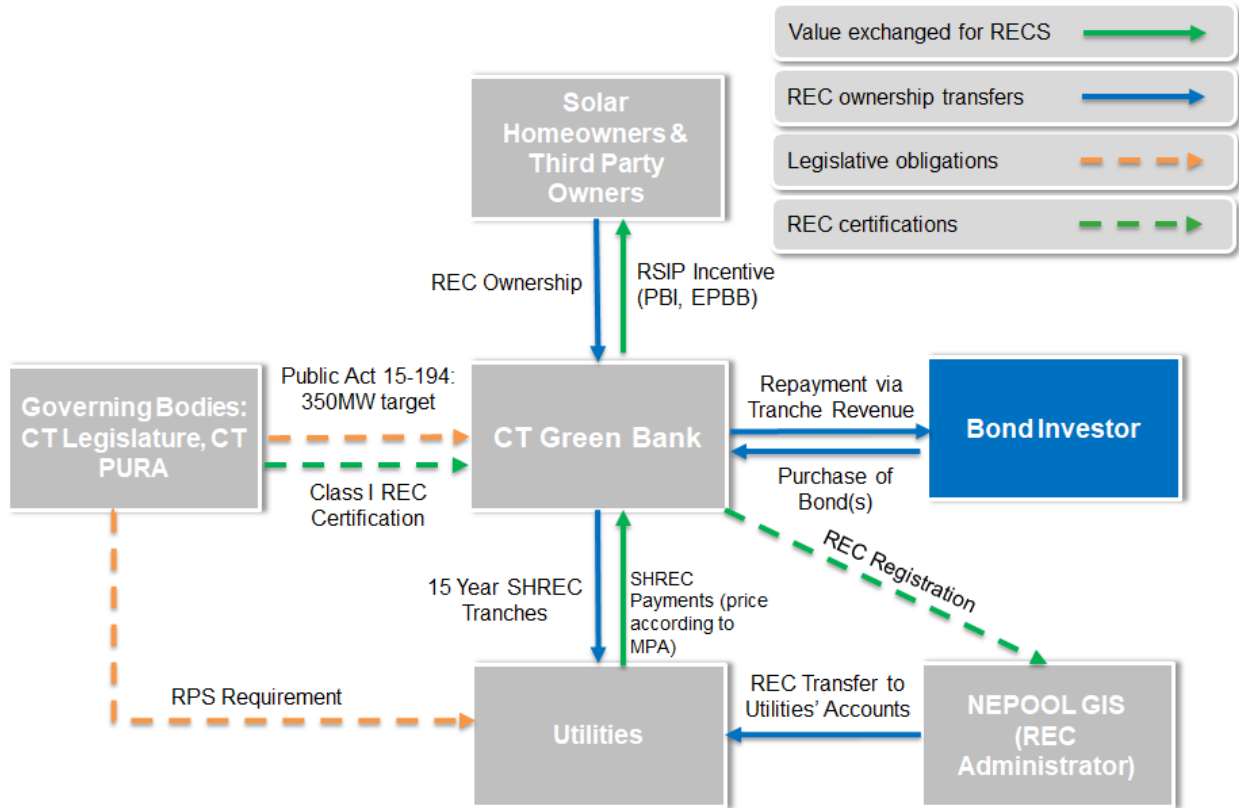 Value exchanged for RECS
REC ownership transfers
Legislative obligations
REC certifications
Solar
Homeowners &
Third Party
Owners
REC Ownership
RSIP Incentive
(PBI, EPBB)
Public Act 15-194:
350MW target
Governing Bodies:
CT Legislature, CT
PURA
Class I REC
Certification
CT Green Bank
Repayment via
Tranche Revenue
Bond Investor
Purchase of
Bond(s)
REC Registration
15 Year SHREC
Tranches
SHREC
Payments (price
according to
MPA)
RPS Requirement
Utilities
REC Transfer to
Utilities' Accounts
NEPOOL GIS
(REC
Administrator)